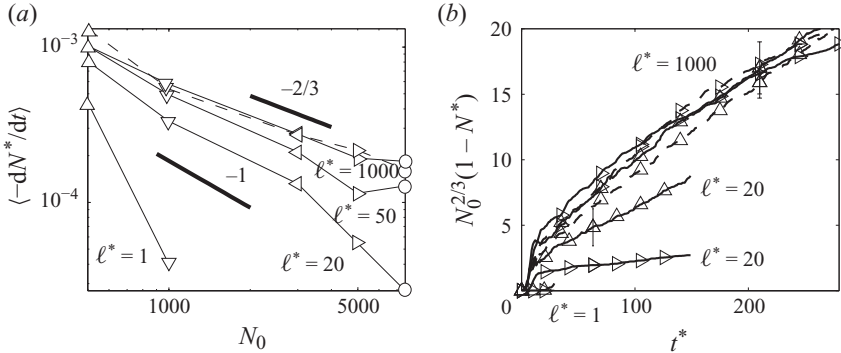 (a)
10⁻³
10⁻⁴
⟨−dN*/dt⟩
−2/3
−1
ℓ* = 1000
ℓ* = 50
ℓ* = 20
ℓ* = 1
1000
5000
N₀
(b)
20
15
10
5
0
N₀^{2/3}(1 − N*)
ℓ* = 1000
ℓ* = 20
ℓ* = 20
ℓ* = 1
100
200
t*